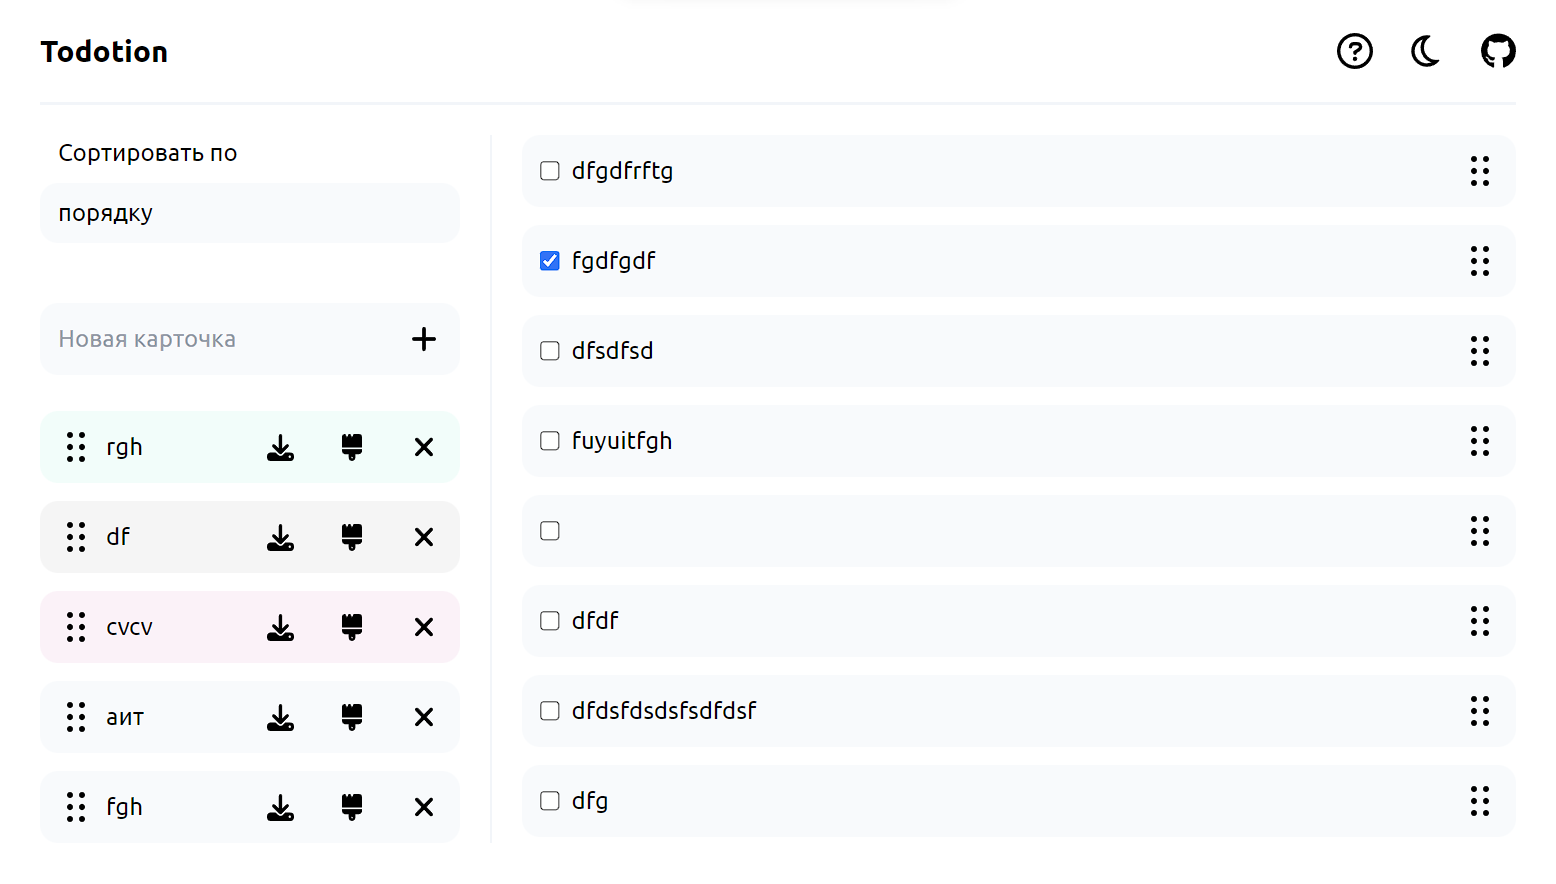 Todotion
Сортировать по
порядку
Новая карточка
rgh
df
cvcv
аит
fgh
dfgdfrftg
fgdfgdf
dfsdfsd
fuyuitfgh
dfdf
dfdsfdsdsfsdfdsf
dfg